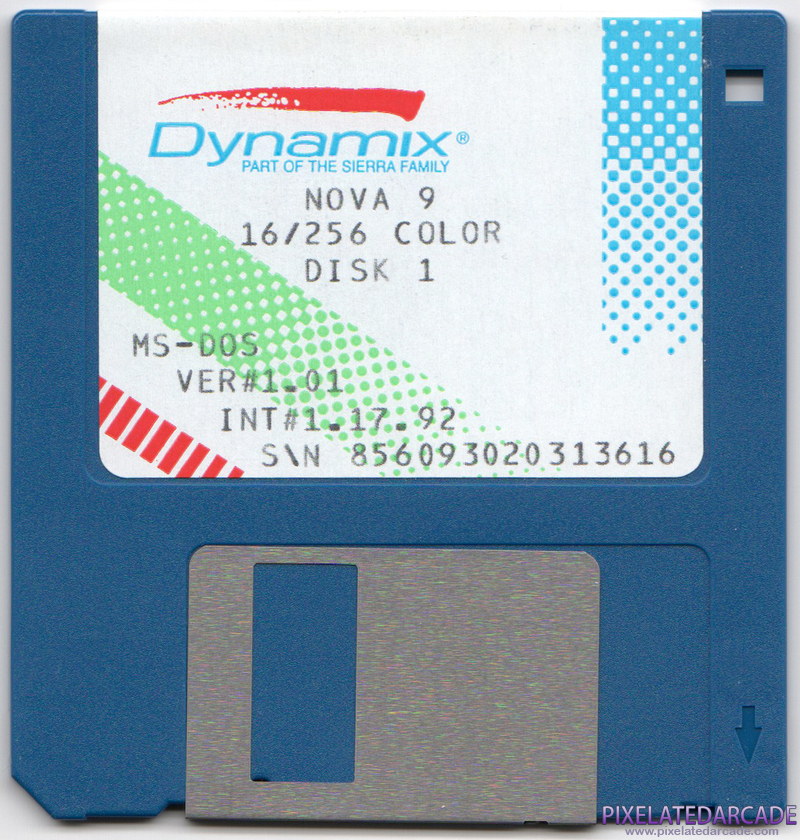 Dynamix®
PART OF THE SIERRA FAMILY
NOVA 9
16/256 COLOR
DISK 1
MS-DOS
VER#1.01
INT#1.17.92
S\N 856093020313616
PIXELATEDARCADE
www.pixelatedarcade.com